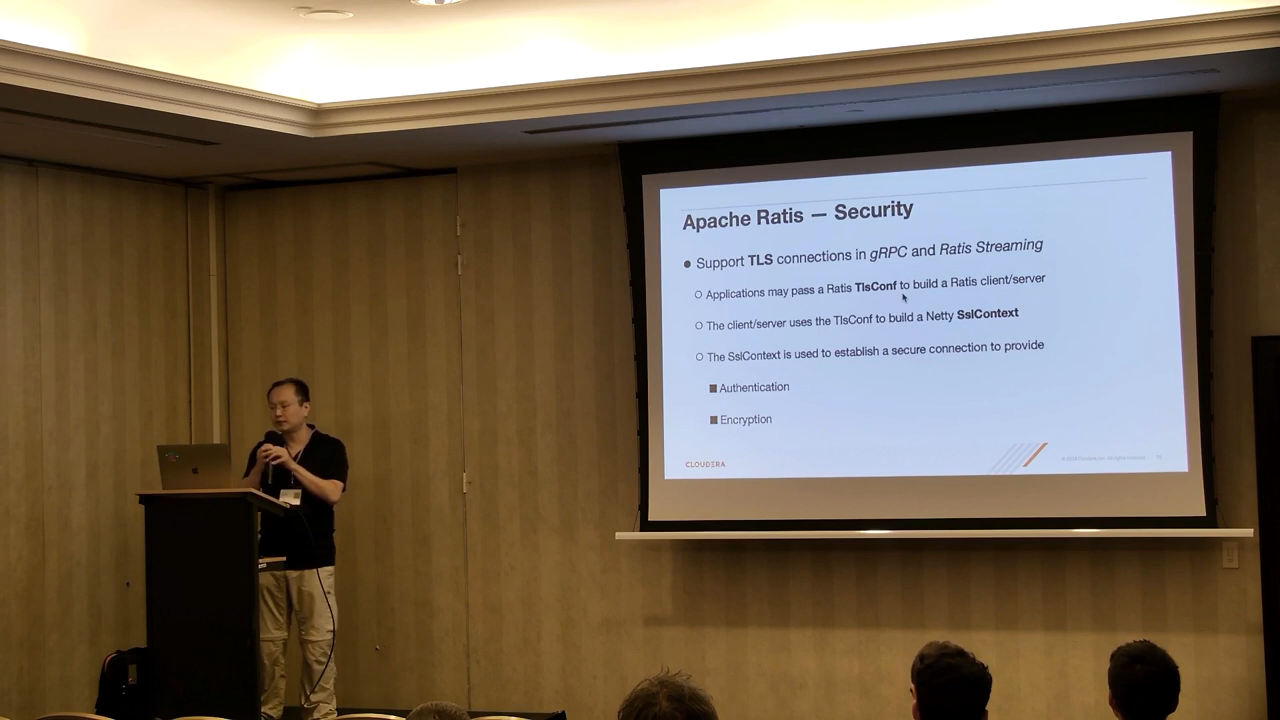 Apache Ratis — Security
● Support TLS connections in gRPC and Ratis Streaming
○ Applications may pass a Ratis TlsConf to build a Ratis client/server
○ The client/server uses the TlsConf to build a Netty SslContext
○ The SslContext is used to establish a secure connection to provide
■ Authentication
■ Encryption
CLOUDERA